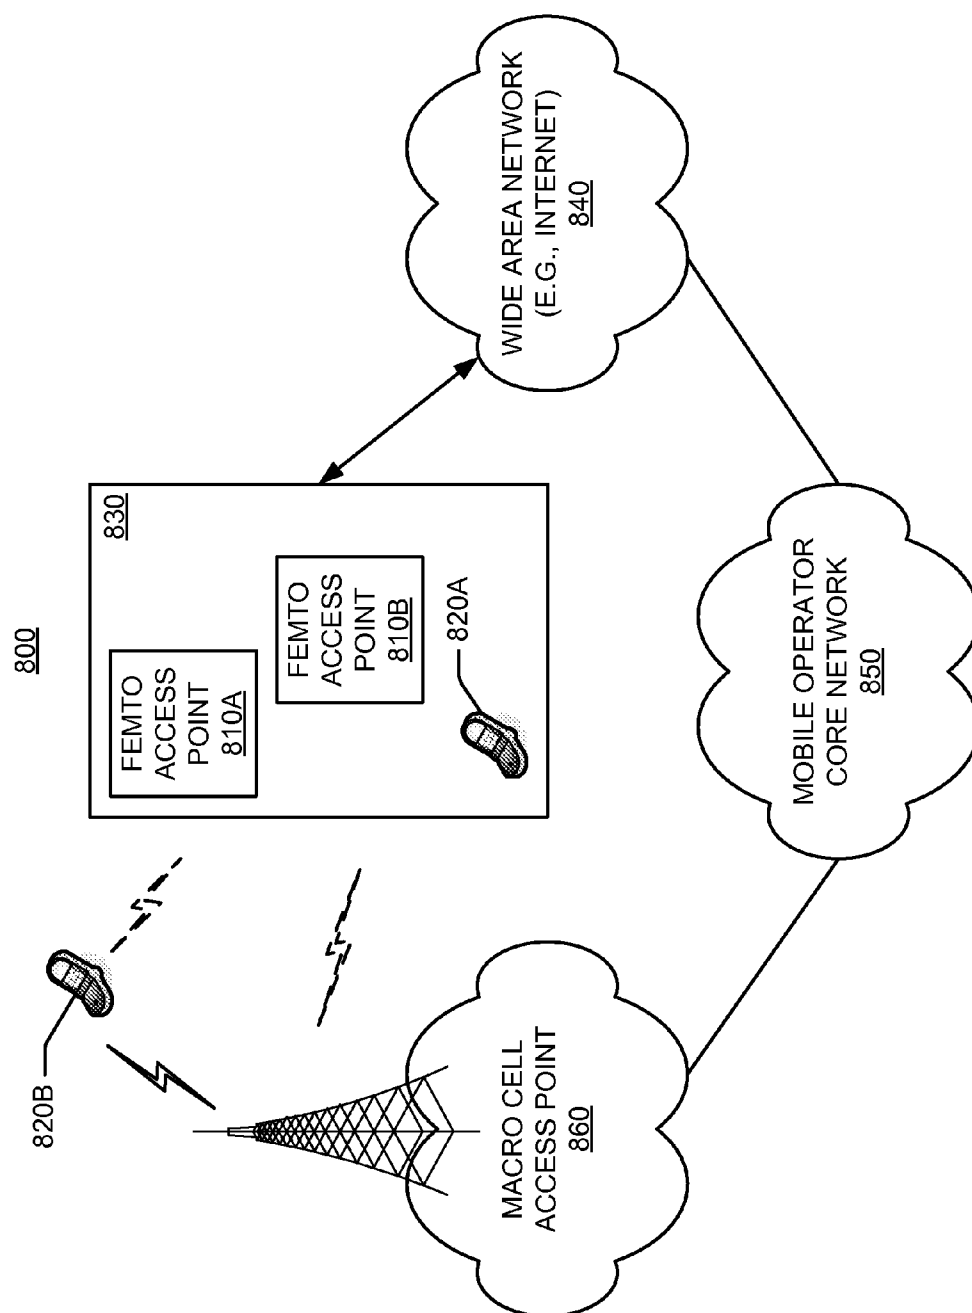 800
820B
FEMTO
ACCESS
POINT
810A
830
FEMTO
ACCESS
POINT
810B
820A
MACRO CELL
ACCESS POINT
860
WIDE AREA NETWORK
(E.G., INTERNET)
840
MOBILE OPERATOR
CORE NETWORK
850